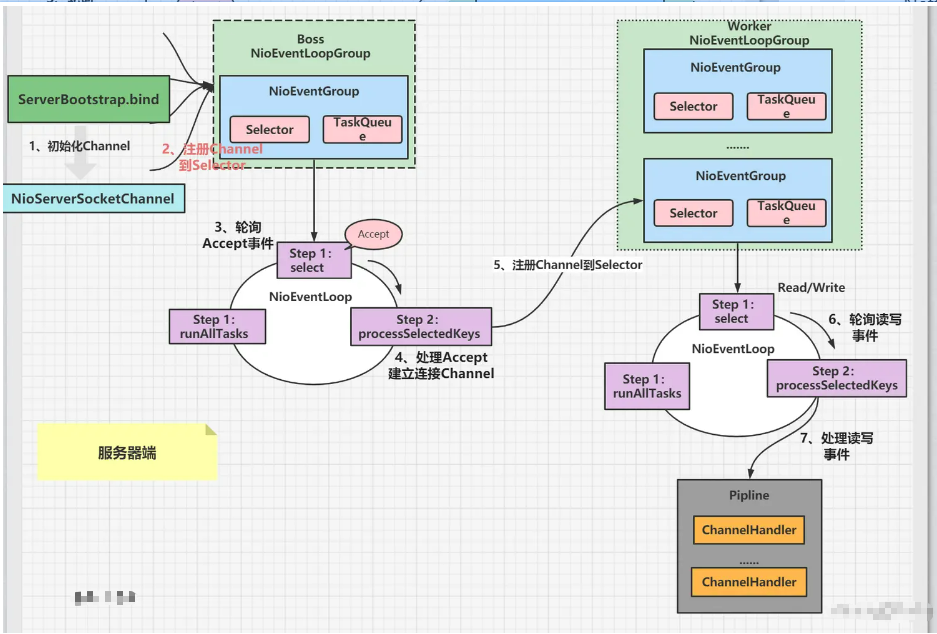 ServerBootstrap.bind
1、初始化Channel
NioServerSocketChannel
Boss
NioEventLoopGroup
NioEventGroup
Selector
TaskQueu
e
2、注册Channel
到Selector
3、轮询
Accept事件
Accept
Step 1:
select
NioEventLoop
Step 1:
runAllTasks
Step 2:
processSelectedKeys
4、处理Accept
建立连接Channel
5、注册Channel到Selector
Worker
NioEventLoopGroup
NioEventGroup
Selector
TaskQueu
e
.......
NioEventGroup
Selector
TaskQueu
e
Step 1:
select
Read/Write
6、轮询读写
事件
NioEventLoop
Step 1:
runAllTasks
Step 2:
processSelectedKeys
7、处理读写
事件
Pipline
ChannelHandler
......
ChannelHandler
服务器端